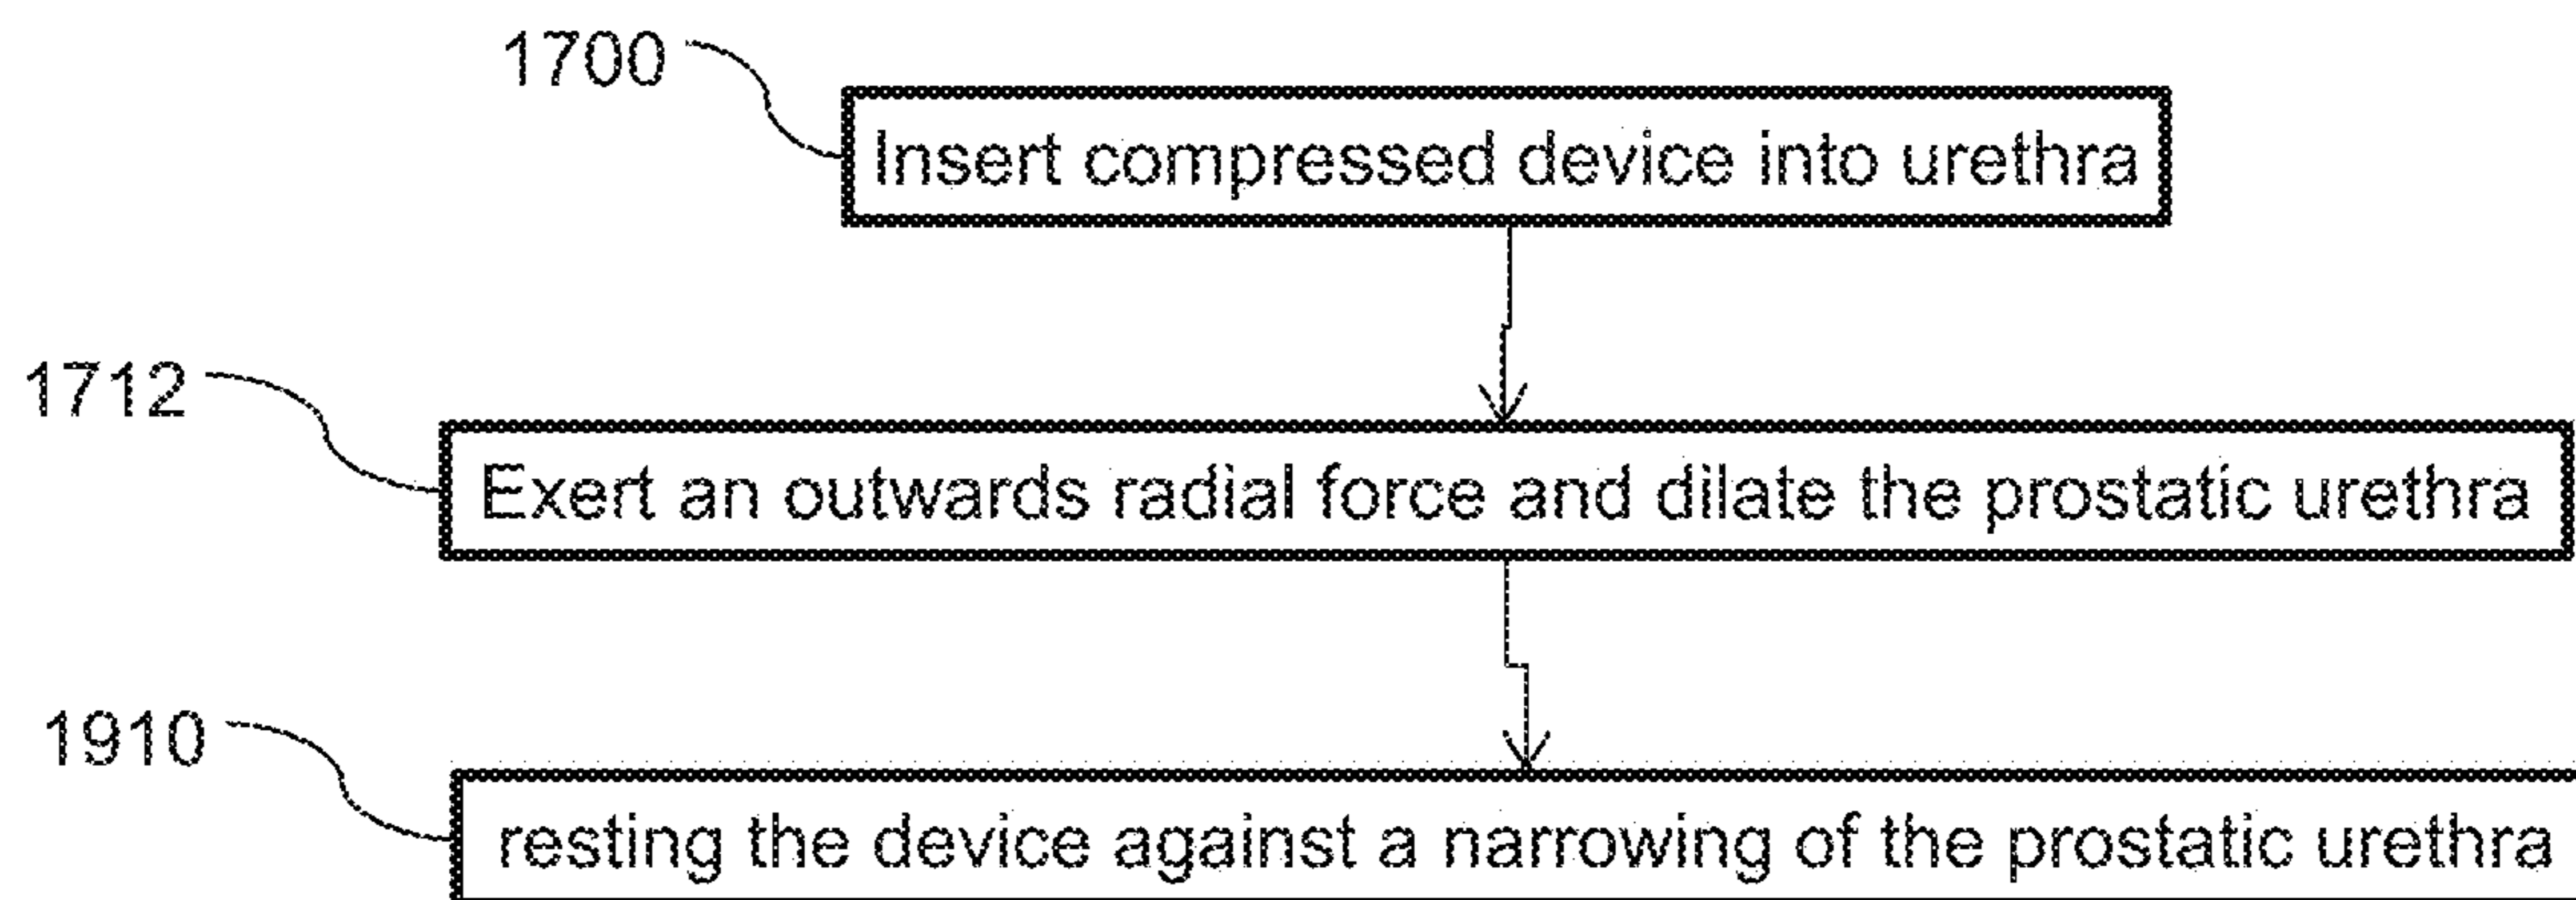 1700
Insert compressed device into urethra
1712
Exert an outwards radial force and dilate the prostatic urethra
1910
resting the device against a narrowing of the prostatic urethra